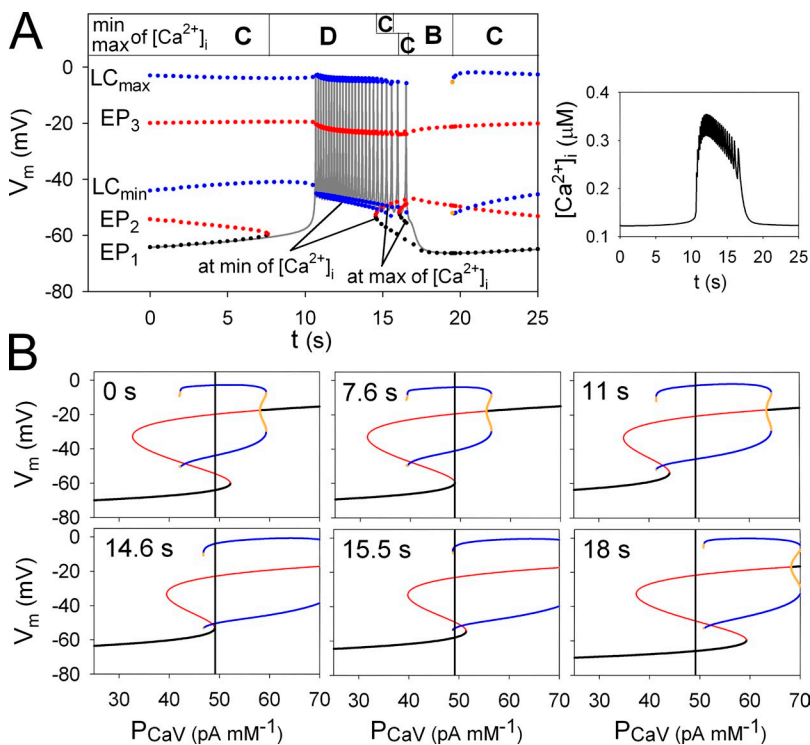 A
min
max of [Ca²⁺]ᵢ
C D C C B C
LCmax
EP₃
LCmin
EP₂
EP₁
Vm (mV)
0
-20
-40
-60
-80
at min of [Ca²⁺]ᵢ
at max of [Ca²⁺]ᵢ
0 5 10 15 20 25
t (s)
[Ca²⁺]ᵢ (μM)
0.4
0.3
0.2
0.1
0 5 10 15 20 25
t (s)
B
Vm (mV)
0
-20
-40
-60
-80
0 s
7.6 s
11 s
Vm (mV)
0
-20
-40
-60
-80
14.6 s
15.5 s
18 s
30 40 50 60 70
30 40 50 60 70
30 40 50 60 70
PCaV (pA mM⁻¹)
PCaV (pA mM⁻¹)
PCaV (pA mM⁻¹)